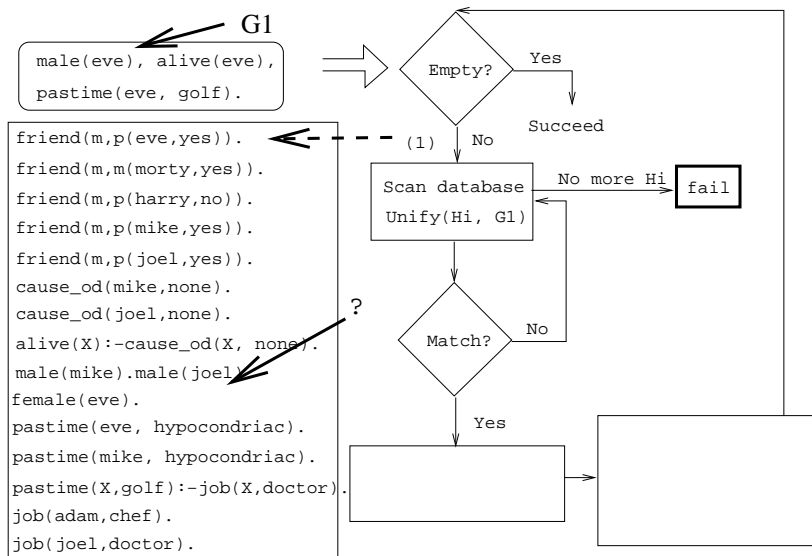 G1
male(eve), alive(eve),
pastime(eve, golf).
friend(m,p(eve,yes)).
friend(m,m(morty,yes)).
friend(m,p(harry,no)).
friend(m,p(mike,yes)).
friend(m,p(joel,yes)).
cause_od(mike,none).
cause_od(joel,none).
alive(X):-cause_od(X, none).
male(mike).male(joel)
female(eve).
pastime(eve, hypocondriac).
pastime(mike, hypocondriac).
pastime(X,golf):-job(X,doctor).
job(adam,chef).
job(joel,doctor).
(1)
?
Empty?
Yes
Succeed
No
Scan database
Unify(Hi, G1)
No more Hi
fail
Match?
No
Yes